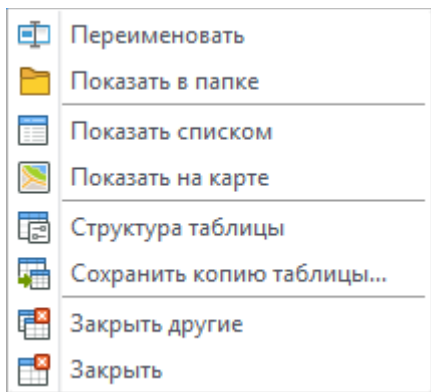 Переименовать
Показать в папке
Показать списком
Показать на карте
Структура таблицы
Сохранить копию таблицы...
Закрыть другие
Закрыть